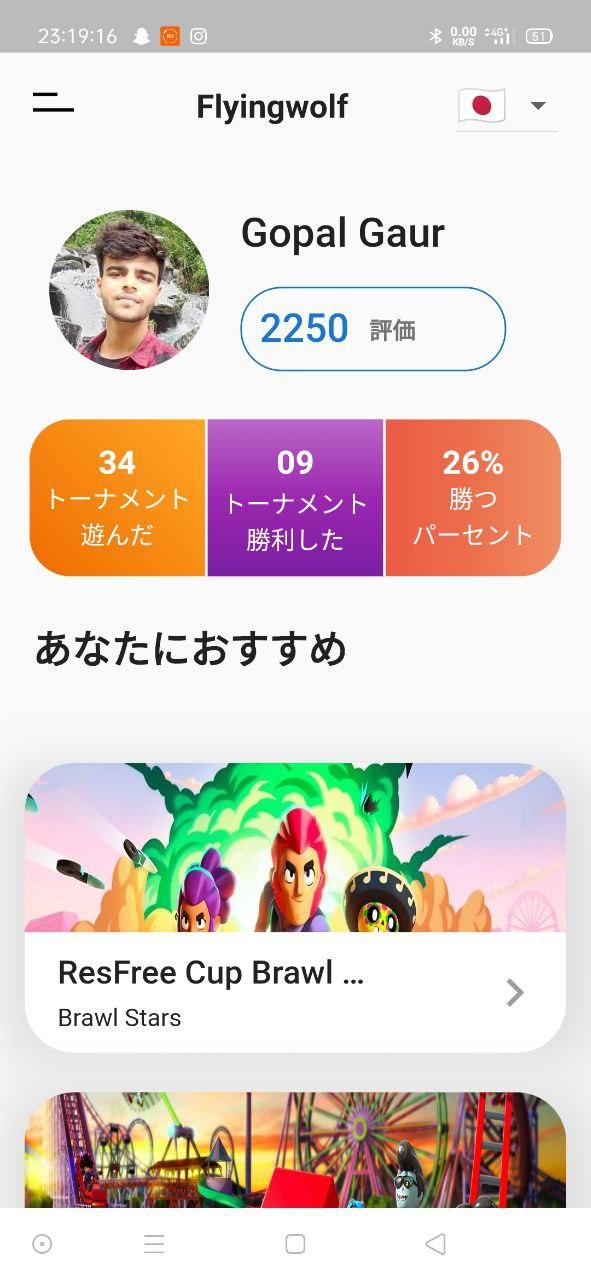 23:19:16 0.00 KB/S 4G+ 51
Flyingwolf
Gopal Gaur
2250 評価
34
トーナメント
遊んだ
09
トーナメント
勝利した
26%
勝つ
パーセント
あなたにおすすめ
ResFree Cup Brawl ...
Brawl Stars